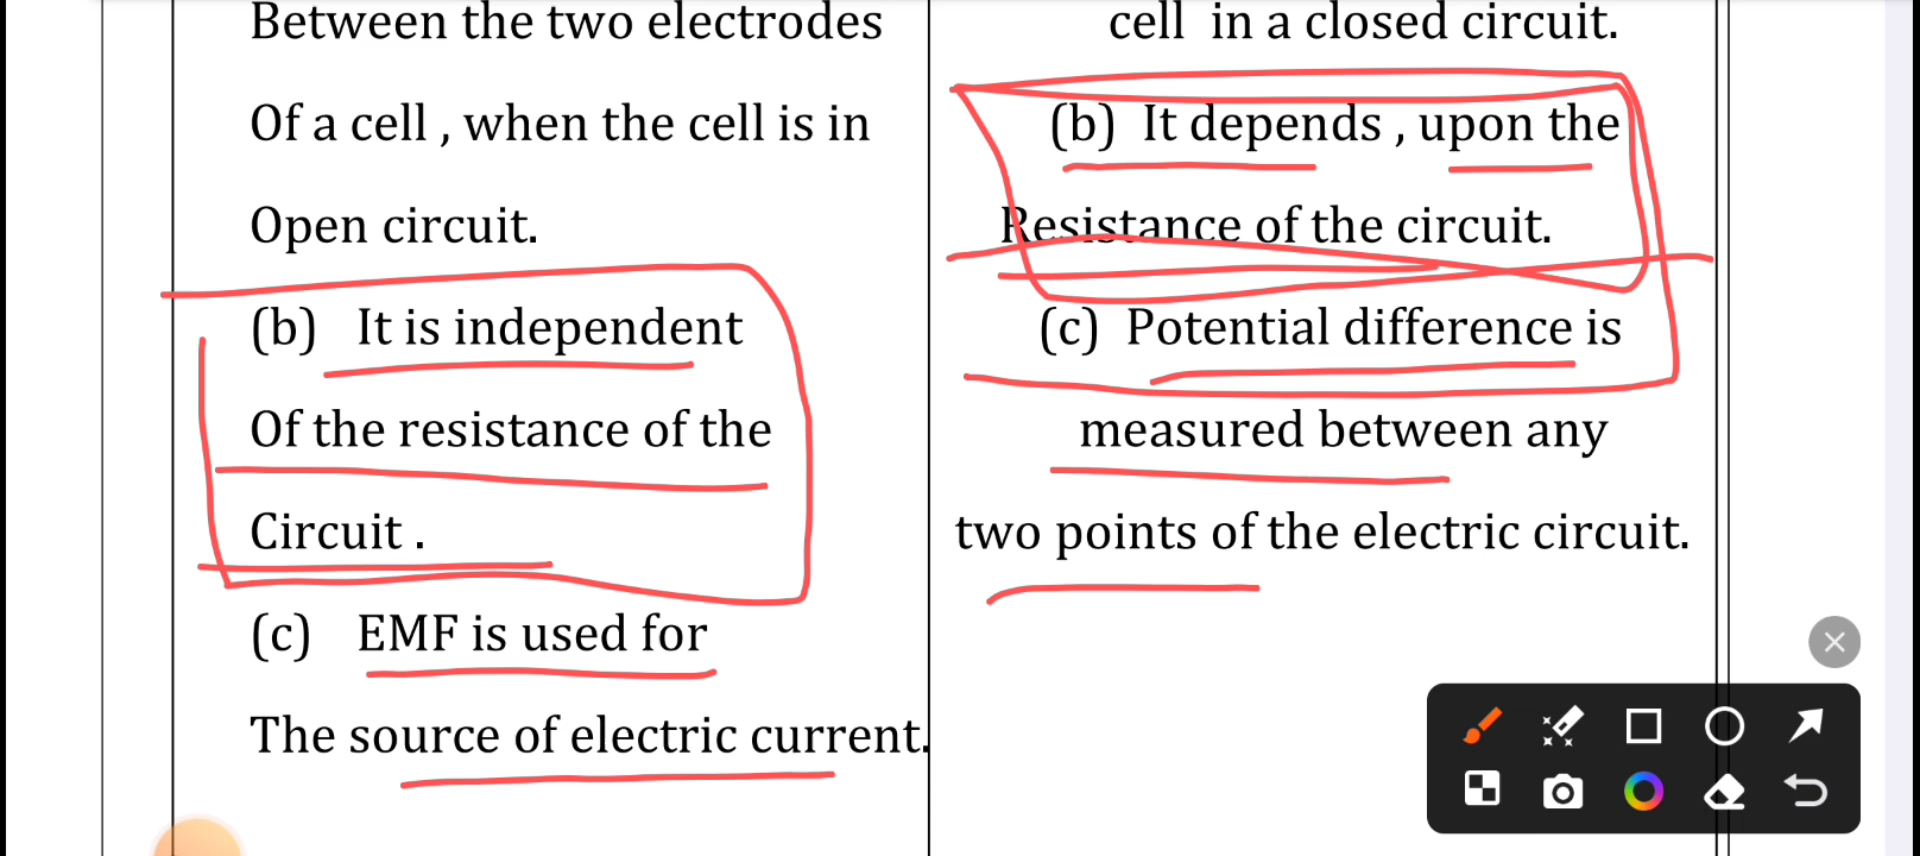 Between the two electrodes
Of a cell , when the cell is in
Open circuit.
(b) It is independent
Of the resistance of the
Circuit .
(c) EMF is used for
The source of electric current.
cell in a closed circuit.
(b) It depends , upon the
Resistance of the circuit.
(c) Potential difference is
measured between any
two points of the electric circuit.